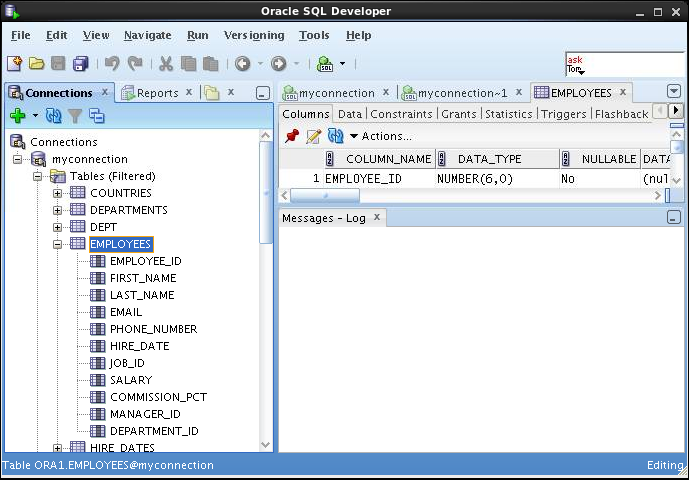 Oracle SQL Developer
File Edit View Navigate Run Versioning Tools Help
SQL
ask
Tom
Connections x Reports x x
myconnection x myconnection~1 x EMPLOYEES x
Columns Data Constraints Grants Statistics Triggers Flashback
Actions...
COLUMN_NAME DATA_TYPE NULLABLE DATA
1 EMPLOYEE_ID NUMBER(6,0) No (nul
Messages - Log x
Connections
myconnection
Tables (Filtered)
COUNTRIES
DEPARTMENTS
DEPT
EMPLOYEES
EMPLOYEE_ID
FIRST_NAME
LAST_NAME
EMAIL
PHONE_NUMBER
HIRE_DATE
JOB_ID
SALARY
COMMISSION_PCT
MANAGER_ID
DEPARTMENT_ID
HIRE_DATES
Table ORA1.EMPLOYEES@myconnection Editing